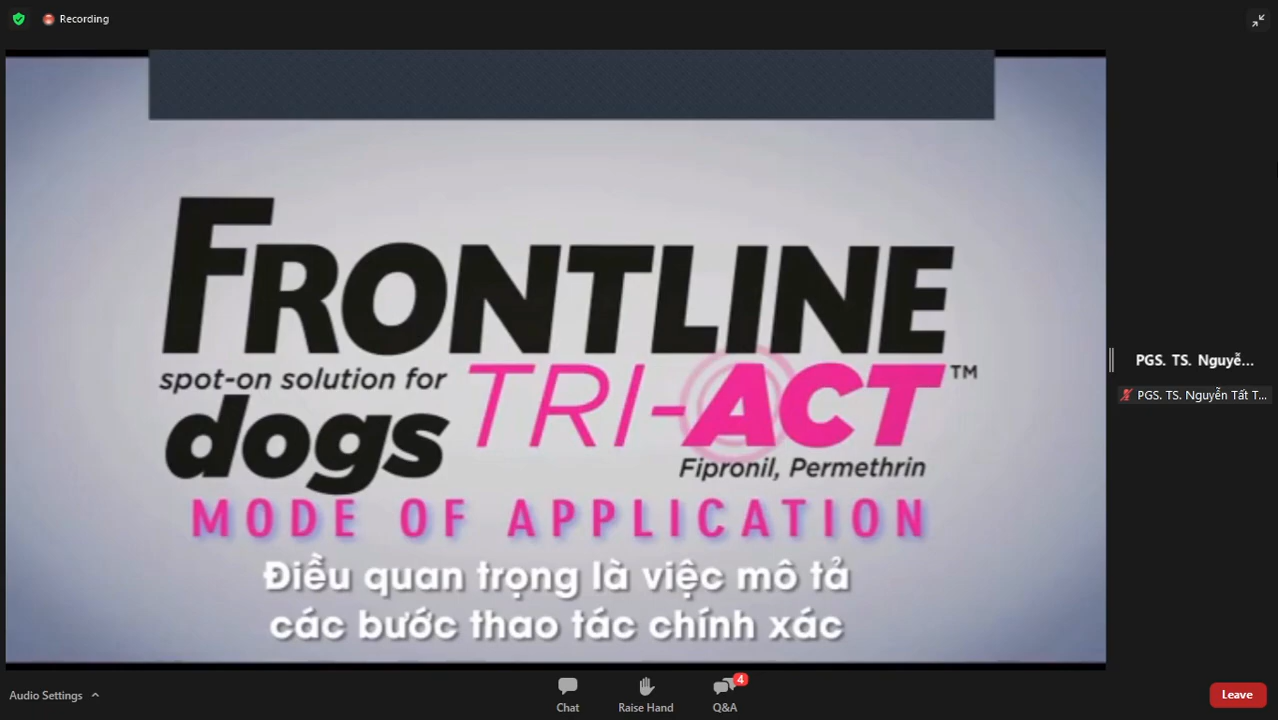 Recording
FRONTLINE
spot-on solution for
dogs
TRI-ACT™
Fipronil, Permethrin
MODE OF APPLICATION
Điều quan trọng là việc mô tả
các bước thao tác chính xác
PGS. TS. Nguyễ...
PGS. TS. Nguyễn Tất T...
Audio Settings
Chat
Raise Hand
4
Q&A
Leave